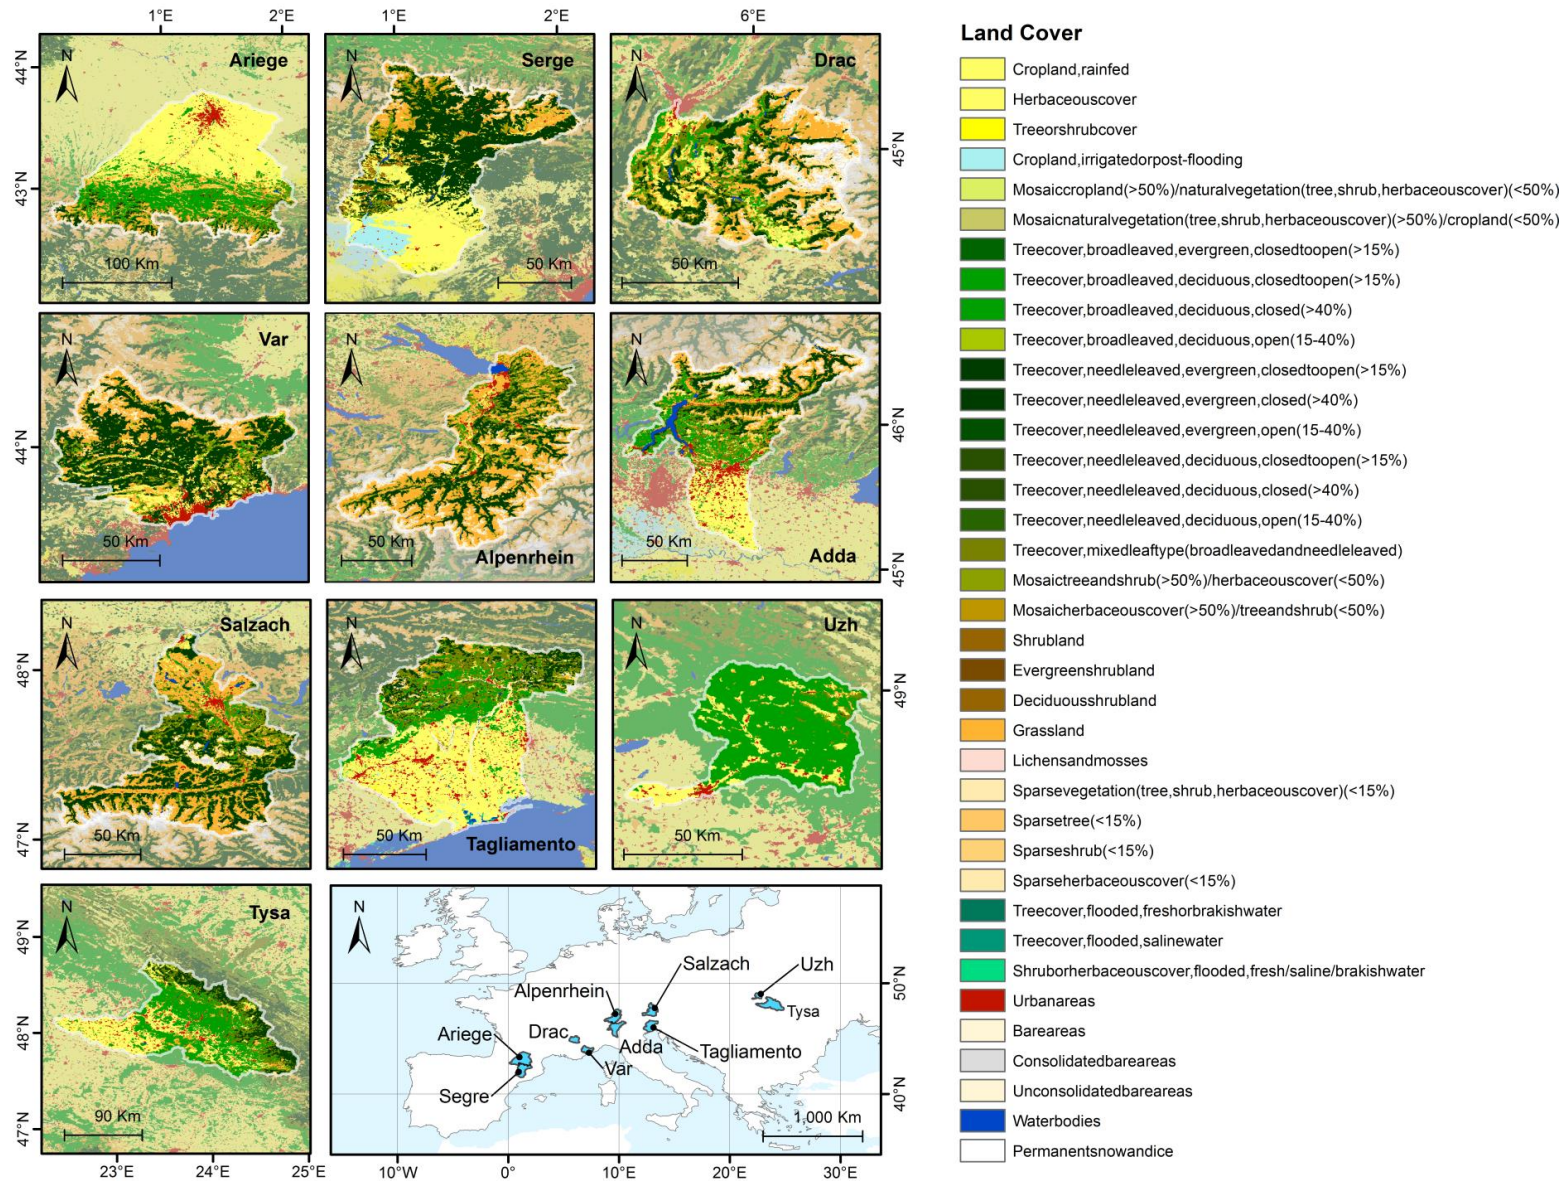 1°E 2°E 1°E 2°E 6°E
44°N
43°N
N
Ariege
100 Km
N
Serge
50 Km
N
Drac
50 Km
45°N
44°N
N
Var
50 Km
N
50 Km
Alpenrhein
N
50 Km
Adda
46°N
45°N
48°N
47°N
N
Salzach
50 Km
N
50 Km
Tagliamento
N
Uzh
50 Km
49°N
49°N
48°N
47°N
N
Tysa
90 Km
23°E 24°E 25°E
N
Salzach
Uzh
Alpenrhein
Tysa
Ariege
Drac
Adda
Tagliamento
Var
Segre
1,000 Km
50°N
40°N
10°W 0° 10°E 20°E 30°E
Land Cover
Cropland,rainfed
Herbaceouscover
Treeorshrubcover
Cropland,irrigatedorpost-flooding
Mosaiccropland(>50%)/naturalvegetation(tree,shrub,herbaceouscover)(<50%)
Mosaicnaturalvegetation(tree,shrub,herbaceouscover)(>50%)/cropland(<50%)
Treecover,broadleaved,evergreen,closedtoopen(>15%)
Treecover,broadleaved,deciduous,closedtoopen(>15%)
Treecover,broadleaved,deciduous,closed(>40%)
Treecover,broadleaved,deciduous,open(15-40%)
Treecover,needleleaved,evergreen,closedtoopen(>15%)
Treecover,needleleaved,evergreen,closed(>40%)
Treecover,needleleaved,evergreen,open(15-40%)
Treecover,needleleaved,deciduous,closedtoopen(>15%)
Treecover,needleleaved,deciduous,closed(>40%)
Treecover,needleleaved,deciduous,open(15-40%)
Treecover,mixedleaftype(broadleavedandneedleleaved)
Mosaictreeandshrub(>50%)/herbaceouscover(<50%)
Mosaicherbaceouscover(>50%)/treeandshrub(<50%)
Shrubland
Evergreenshrubland
Deciduousshrubland
Grassland
Lichensandmosses
Sparsevegetation(tree,shrub,herbaceouscover)(<15%)
Sparsetree(<15%)
Sparseshrub(<15%)
Sparseherbaceouscover(<15%)
Treecover,flooded,freshorbrakishwater
Treecover,flooded,salinewater
Shruborherbaceouscover,flooded,fresh/saline/brakishwater
Urbanareas
Bareareas
Consolidatedbareareas
Unconsolidatedbareareas
Waterbodies
Permanentsnowandice